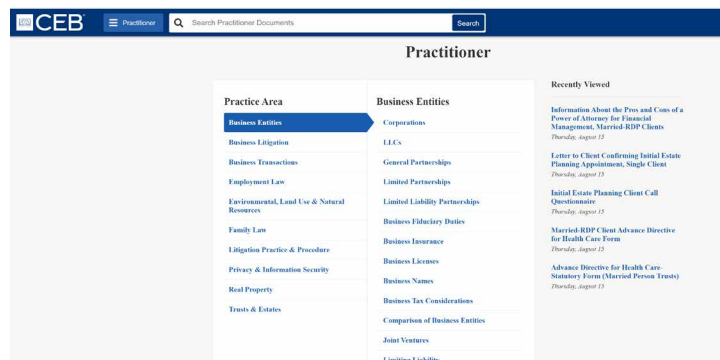 CEB
Practitioner
Search Practitioner Documents
Search
Practitioner
Practice Area
Business Entities
Business Litigation
Business Transactions
Employment Law
Environmental, Land Use & Natural
Resources
Family Law
Litigation Practice & Procedure
Privacy & Information Security
Real Property
Trusts & Estates
Business Entities
Corporations
LLCs
General Partnerships
Limited Partnerships
Limited Liability Partnerships
Business Fiduciary Duties
Business Insurance
Business Licenses
Business Names
Business Tax Considerations
Comparison of Business Entities
Joint Ventures
Limiting Liability
Recently Viewed
Information About the Pros and Cons of a
Power of Attorney for Financial
Management, Married-RDP Clients
Thursday, August 15
Letter to Client Confirming Initial Estate
Planning Appointment, Single Client
Thursday, August 15
Initial Estate Planning Client Call
Questionnaire
Thursday, August 15
Married-RDP Client Advance Directive
for Health Care Form
Thursday, August 15
Advance Directive for Health Care-
Statutory Form (Married Person Trusts)
Thursday, August 15